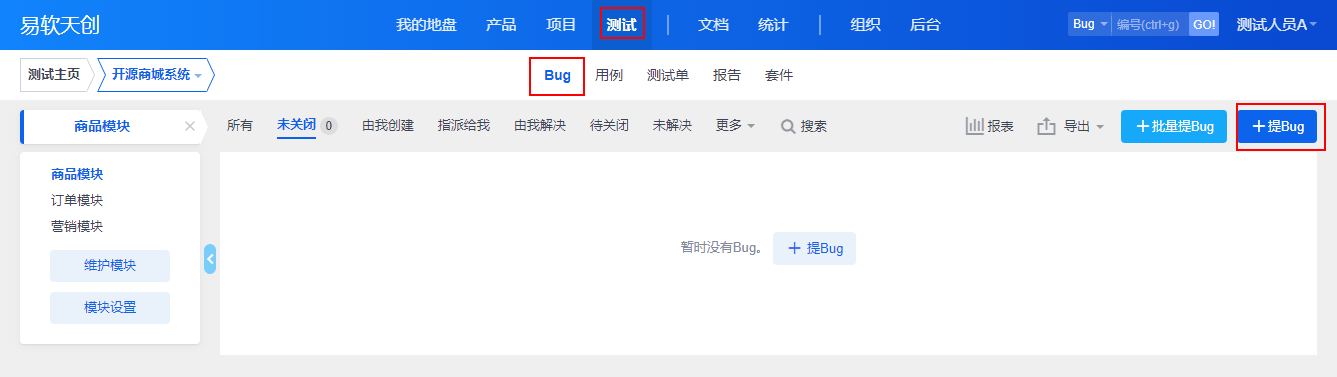 易软天创 我的地盘 产品 项目 测试 文档 统计 组织 后台 Bug 编号(ctrl+g) GO! 测试人员A
测试主页 开源商城系统 Bug 用例 测试单 报告 套件
商品模块 所有 未关闭 0 由我创建 指派给我 由我解决 待关闭 未解决 更多 搜索 报表 导出 批量提Bug 提Bug
商品模块
订单模块
营销模块
暂时没有Bug。 提Bug
维护模块
模块设置